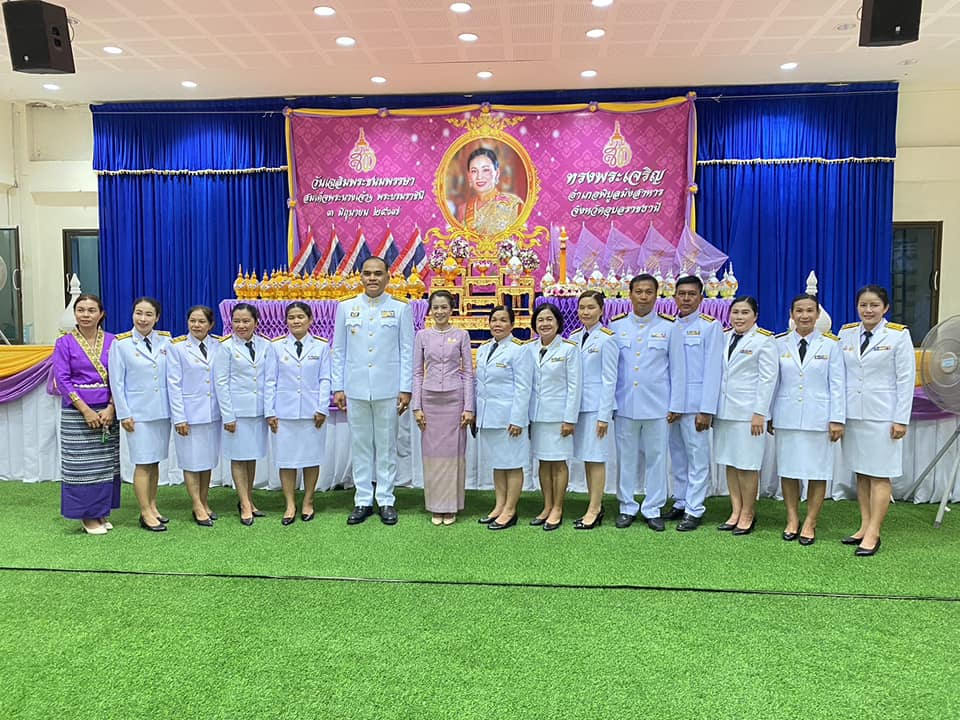 วันเฉลิมพระชนมพรรษา
สมเด็จพระนางเจ้าฯ พระบรมราชินี
๓ มิถุนายน ๒๕๖๗
ทรงพระเจริญ
อำเภอพิบูลมังสาหาร
จังหวัดอุบลราชธานี